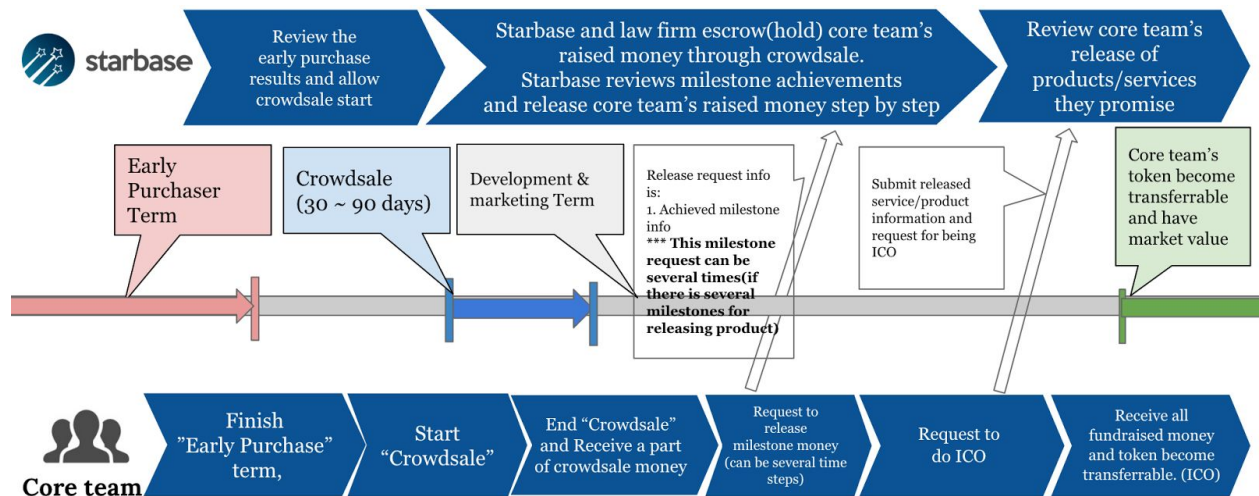 starbase
Review the
early purchase
results and allow
crowdsale start
Starbase and law firm escrow(hold) core team's
raised money through crowdsale.
Starbase reviews milestone achievements
and release core team's raised money step by step
Review core team's
release of
products/services
they promise
Early
Purchaser
Term
Crowdsale
(30 ~ 90 days)
Development &
marketing Term
Release request info
is:
1. Achieved milestone
info
*** This milestone
request can be
several times(if
there is several
milestones for
releasing product)
Submit released
service/product
information and
request for being
ICO
Core team's
token become
transferrable
and have
market value
Core team
Finish
"Early Purchase"
term,
Start
"Crowdsale"
End "Crowdsale"
and Receive a part
of crowdsale money
Request to
release
milestone money
(can be several time
steps)
Request to
do ICO
Receive all
fundraised money
and token become
transferrable. (ICO)